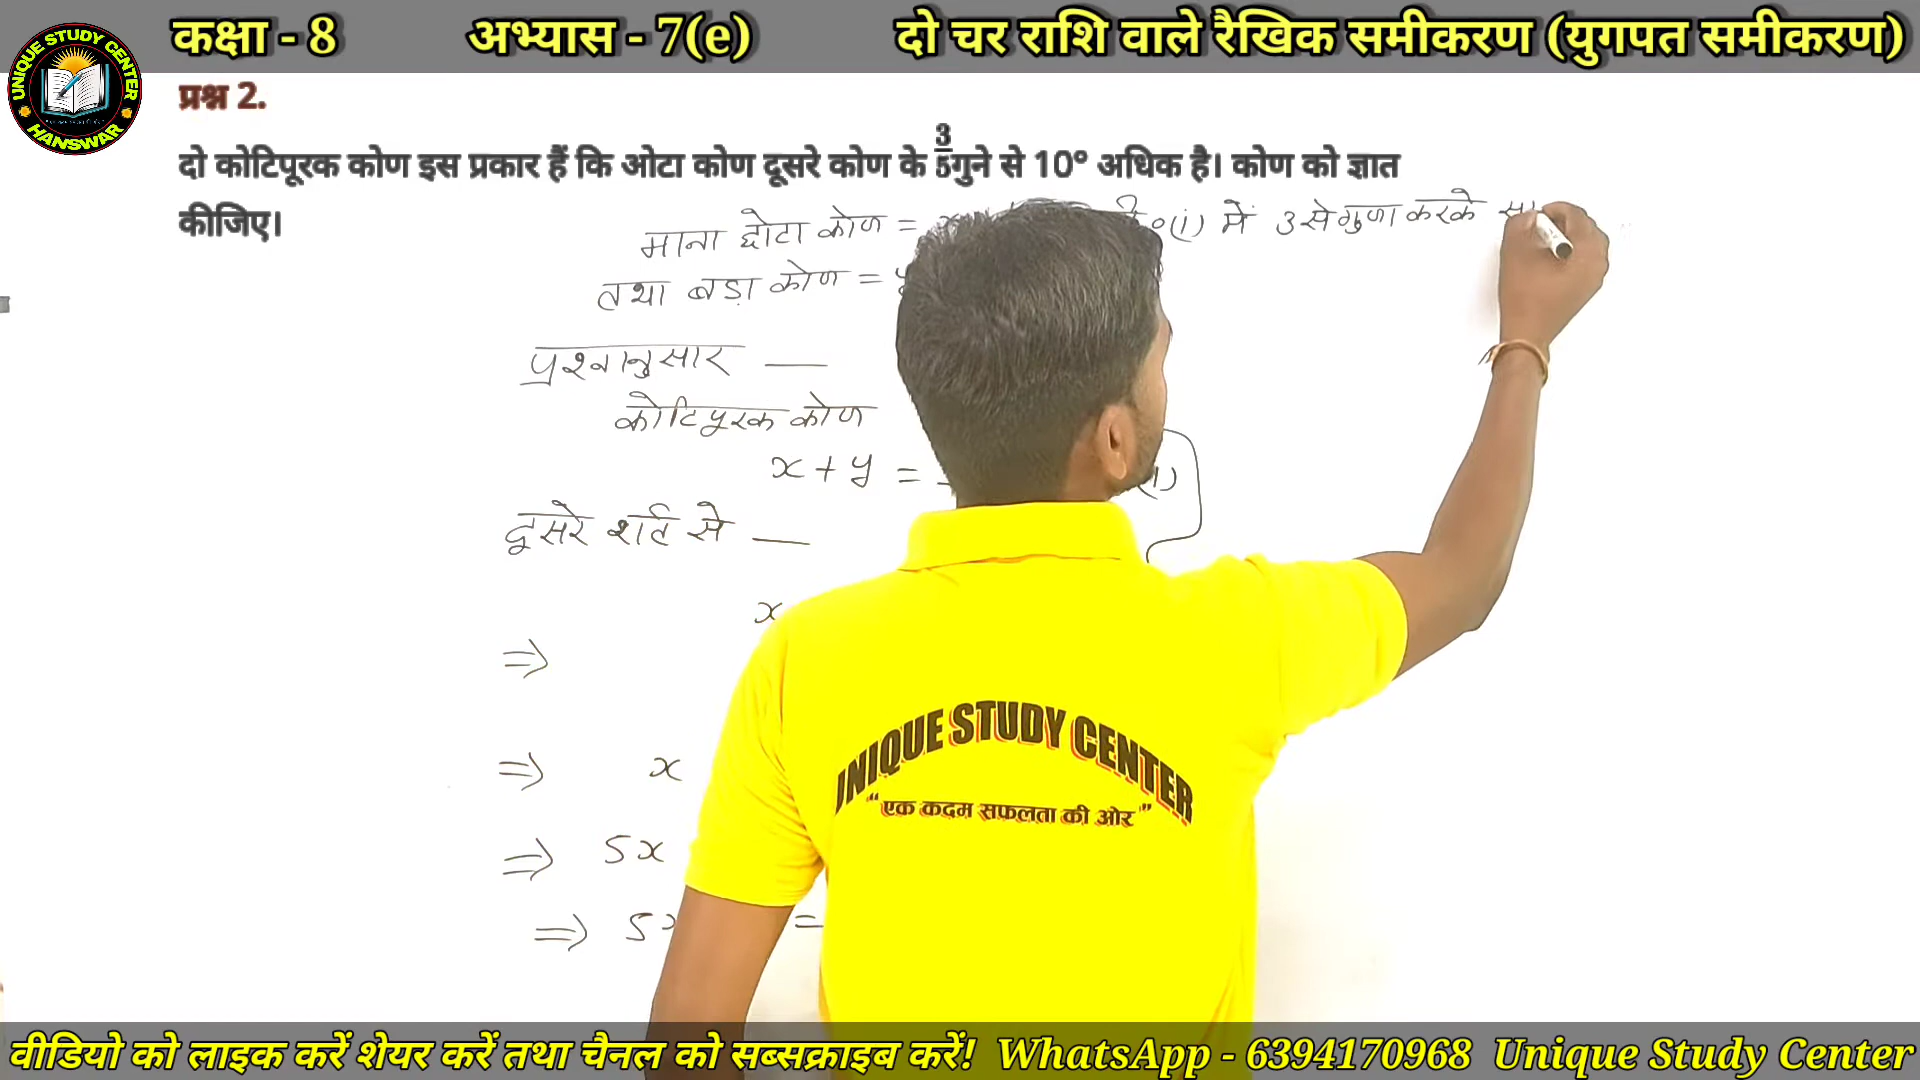 कक्षा - 8 अभ्यास - 7(e) दो चर राशि वाले रैखिक समीकरण (युगपत समीकरण)
UNIQUE STUDY CENTER
HANSWAR
प्रश्न 2.
दो कोटिपूरक कोण इस प्रकार हैं कि ओटा कोण दूसरे कोण के 3/5गुने से 10° अधिक है। कोण को ज्ञात
कीजिए।
माना छोटा कोण = x
तथा बड़ा कोण = y
प्रश्नानुसार —
कोटिपूरक कोण
x + y =
दूसरे शर्त से —
x
⇒
⇒ x
⇒ 5x
⇒ 5x =
(i) में 3 से गुणा करके
UNIQUE STUDY CENTER
"एक कदम सफलता की ओर"
वीडियो को लाइक करें शेयर करें तथा चैनल को सब्सक्राइब करें! WhatsApp - 6394170968 Unique Study Center